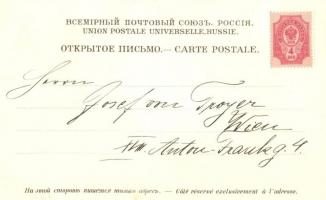 ВСЕМІРНЫЙ ПОЧТОВЫЙ СОЮЗЪ. РОССІЯ.
UNION POSTALE UNIVERSELLE. RUSSIE.
ОТКРЫТОЕ ПИСЬМО.— CARTE POSTALE.
4
Herrn
Josef von Troyer
Wien
Anton Frankg. 4.
На этой сторонѣ пишется только адресъ. — Côté réservé exclusivement à l'adresse.